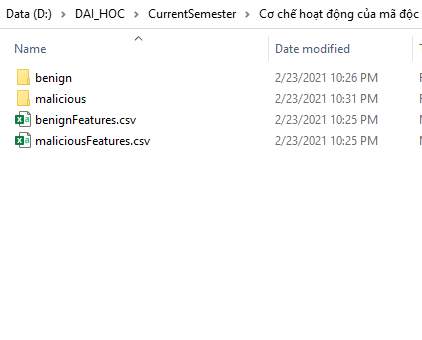 Data (D:) > DAI_HOC > CurrentSemester > Cơ chế hoạt động của mã độc
Name Date modified
benign 2/23/2021 10:26 PM
malicious 2/23/2021 10:31 PM
benignFeatures.csv 2/23/2021 10:25 PM
maliciousFeatures.csv 2/23/2021 10:25 PM